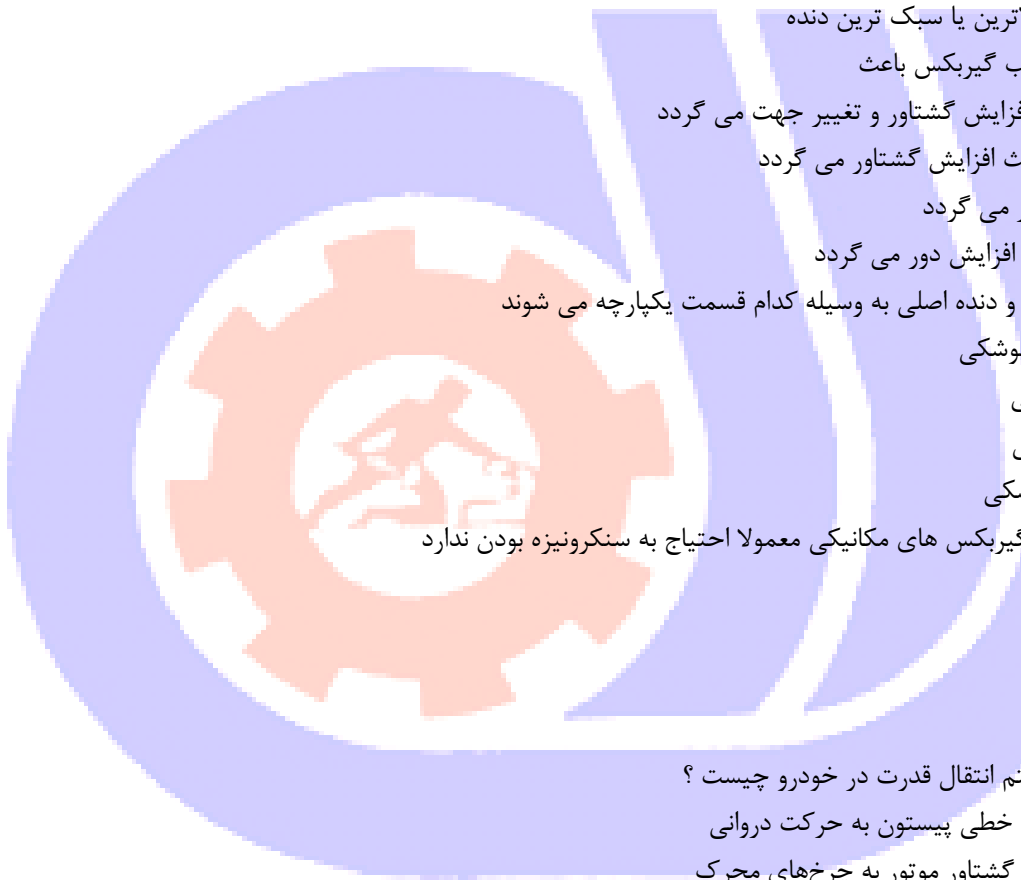 ترین یا سبک ترین دنده
گیربکس باعث
فزایش گشتاور و تغییر جهت می گردد
افزایش گشتاور می گردد
می گردد
افزایش دور می گردد
و دنده اصلی به وسیله کدام قسمت یکپارچه می شوند
وشکی
گیربکس های مکانیکی معمولا احتیاج به سنکرونیزه بودن ندارد
انتقال قدرت در خودرو چیست ؟
خطی پیستون به حرکت دورانی
گشتاور موتور به چرخ‌های محرک